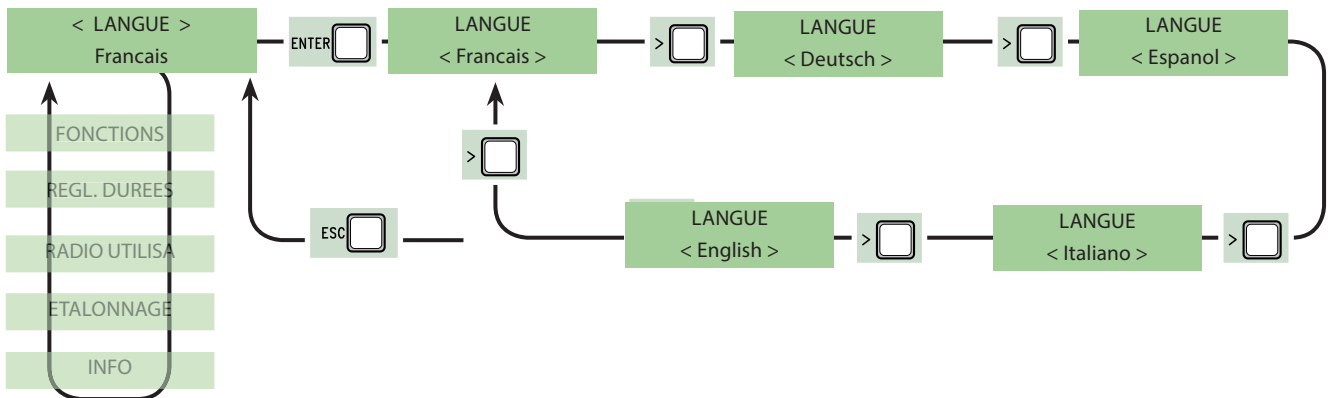 < LANGUE >
Francais
ENTER
LANGUE
< Francais >
>
LANGUE
< Deutsch >
>
LANGUE
< Espanol >
FONCTIONS
REGL. DUREES
RADIO UTILISA
ETALONNAGE
INFO
>
ESC
LANGUE
< English >
>
LANGUE
< Italiano >
>